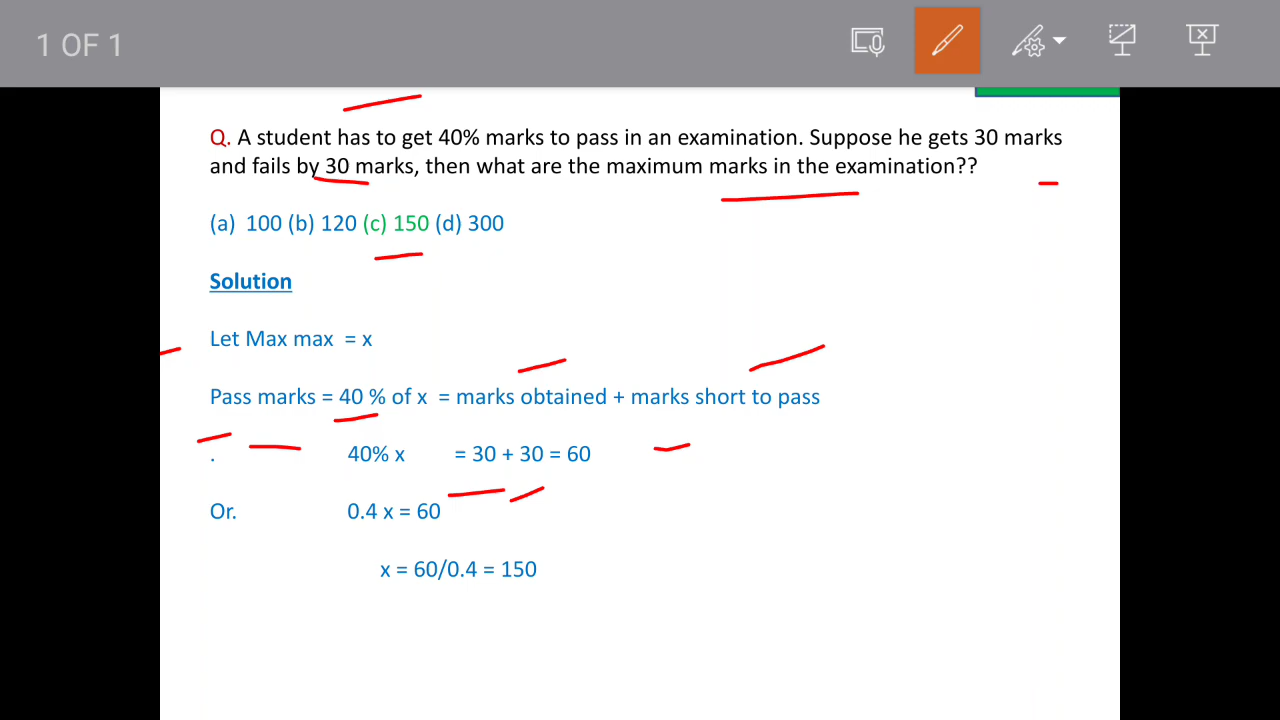 1 OF 1
Q. A student has to get 40% marks to pass in an examination. Suppose he gets 30 marks
and fails by 30 marks, then what are the maximum marks in the examination??
(a) 100 (b) 120 (c) 150 (d) 300
Solution
Let Max max = x
Pass marks = 40 % of x = marks obtained + marks short to pass
. 40% x = 30 + 30 = 60
Or. 0.4 x = 60
x = 60/0.4 = 150